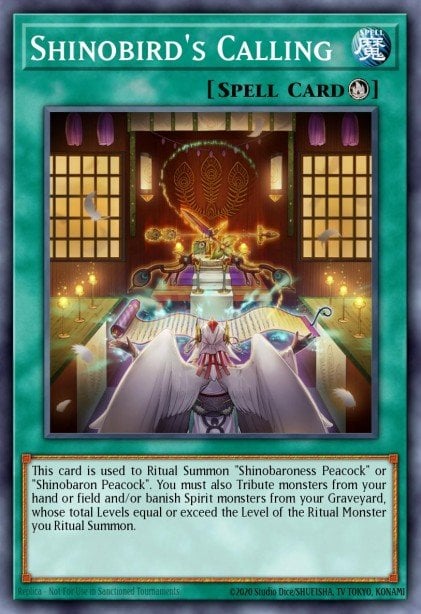 Shinobird's Calling
SPELL
魔
[Spell Card]
This card is used to Ritual Summon "Shinobaroness Peacock" or
"Shinobaron Peacock". You must also Tribute monsters from your
hand or field and/or banish Spirit monsters from your Graveyard,
whose total Levels equal or exceed the Level of the Ritual Monster
you Ritual Summon.
Replica - Not For Use in Sanctioned Tournaments
©2020 Studio Dice/SHUEISHA, TV TOKYO, KONAMI